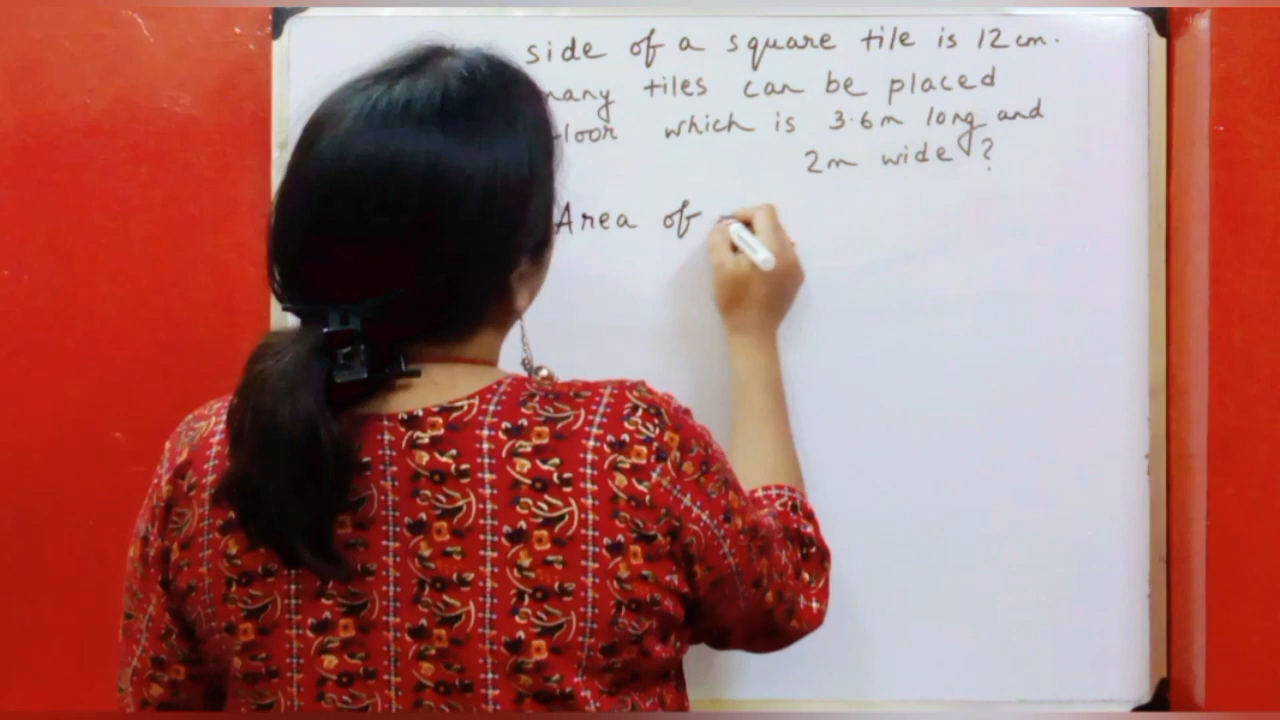 side of a square tile is 12 cm.
many tiles can be placed
floor which is 3.6m long and
2m wide ?
Area of